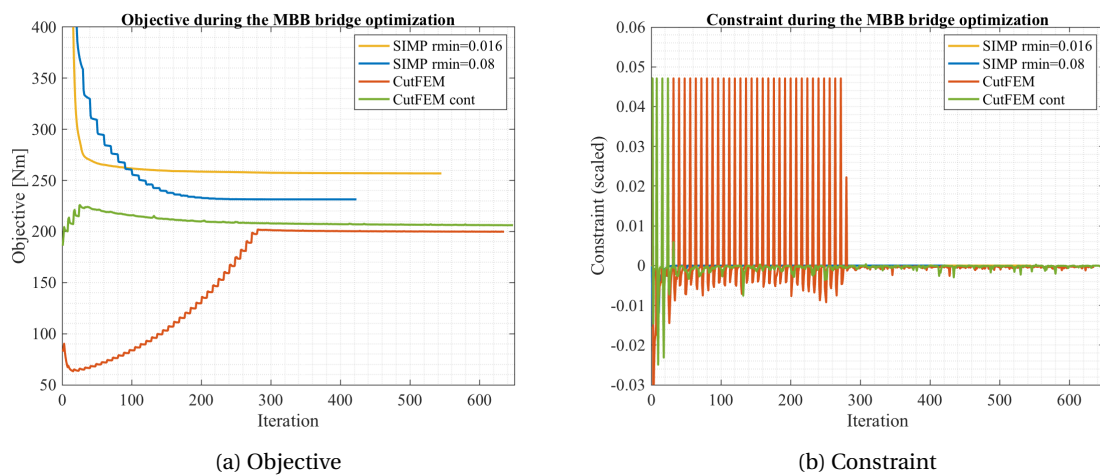 Objective during the MBB bridge optimization
400
350
300
250
200
150
100
50
Objective [Nm]
0
100
200
300
400
500
600
Iteration
SIMP rmin=0.016
SIMP rmin=0.08
CutFEM
CutFEM cont
(a) Objective
Constraint during the MBB bridge optimization
0.06
0.05
0.04
0.03
0.02
0.01
0
-0.01
-0.02
-0.03
Constraint (scaled)
0
100
200
300
400
500
600
Iteration
SIMP rmin=0.016
SIMP rmin=0.08
CutFEM
CutFEM cont
(b) Constraint